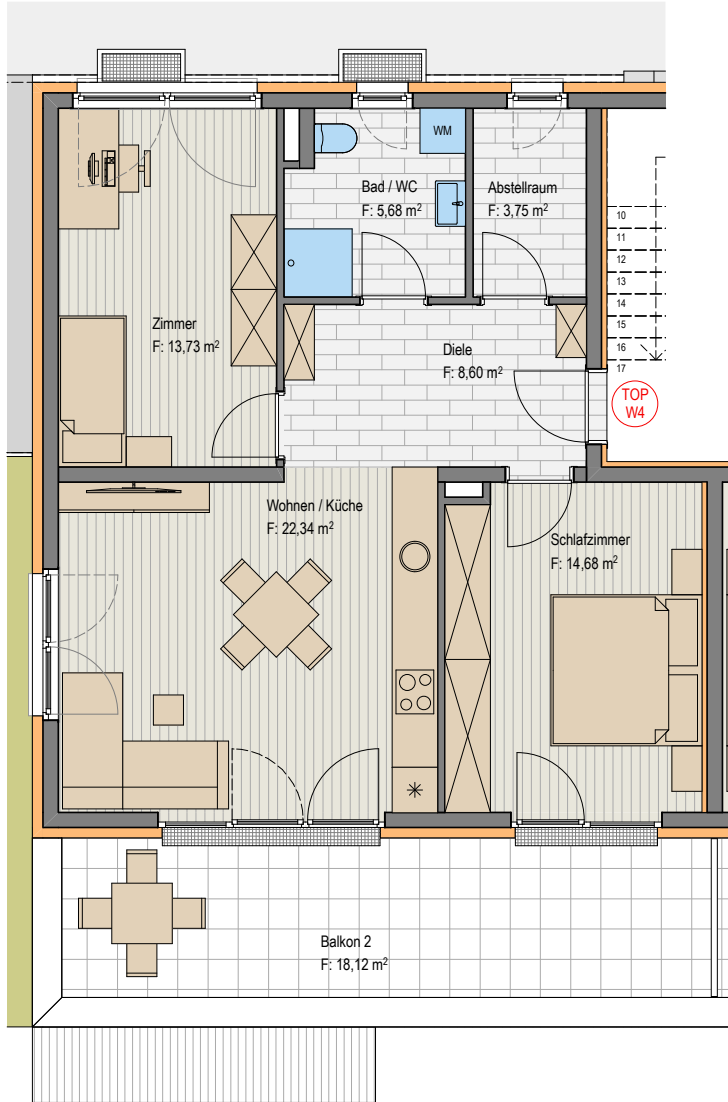 WM
Bad / WC
F: 5,68 m²
Abstellraum
F: 3,75 m²
10
11
12
13
14
15
16
17
Zimmer
F: 13,73 m²
Diele
F: 8,60 m²
TOP
W4
Wohnen / Küche
F: 22,34 m²
Schlafzimmer
F: 14,68 m²
Balkon 2
F: 18,12 m²